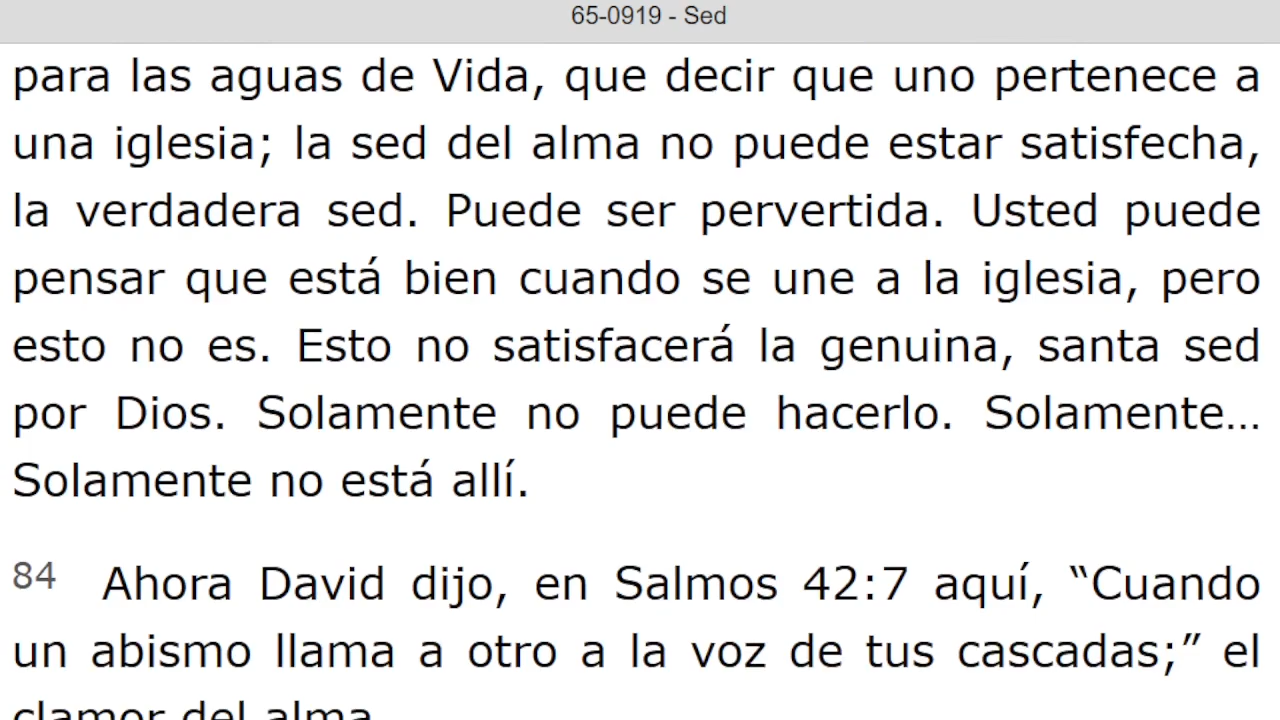 65-0919 - Sed
para las aguas de Vida, que decir que uno pertenece a
una iglesia; la sed del alma no puede estar satisfecha,
la verdadera sed. Puede ser pervertida. Usted puede
pensar que está bien cuando se une a la iglesia, pero
esto no es. Esto no satisfacerá la genuina, santa sed
por Dios. Solamente no puede hacerlo. Solamente…
Solamente no está allí.
84 Ahora David dijo, en Salmos 42:7 aquí, “Cuando
un abismo llama a otro a la voz de tus cascadas;” el
clamor del alma